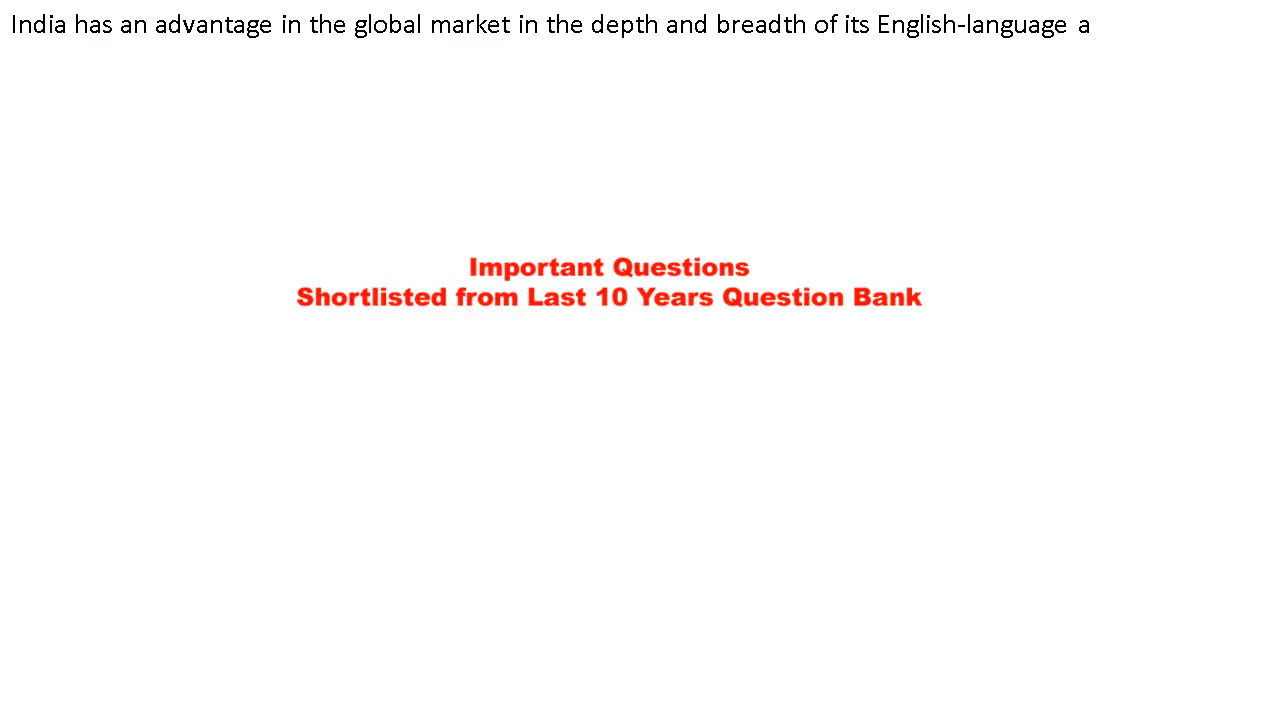 India has an advantage in the global market in the depth and breadth of its English-language a
Important Questions
Shortlisted from Last 10 Years Question Bank